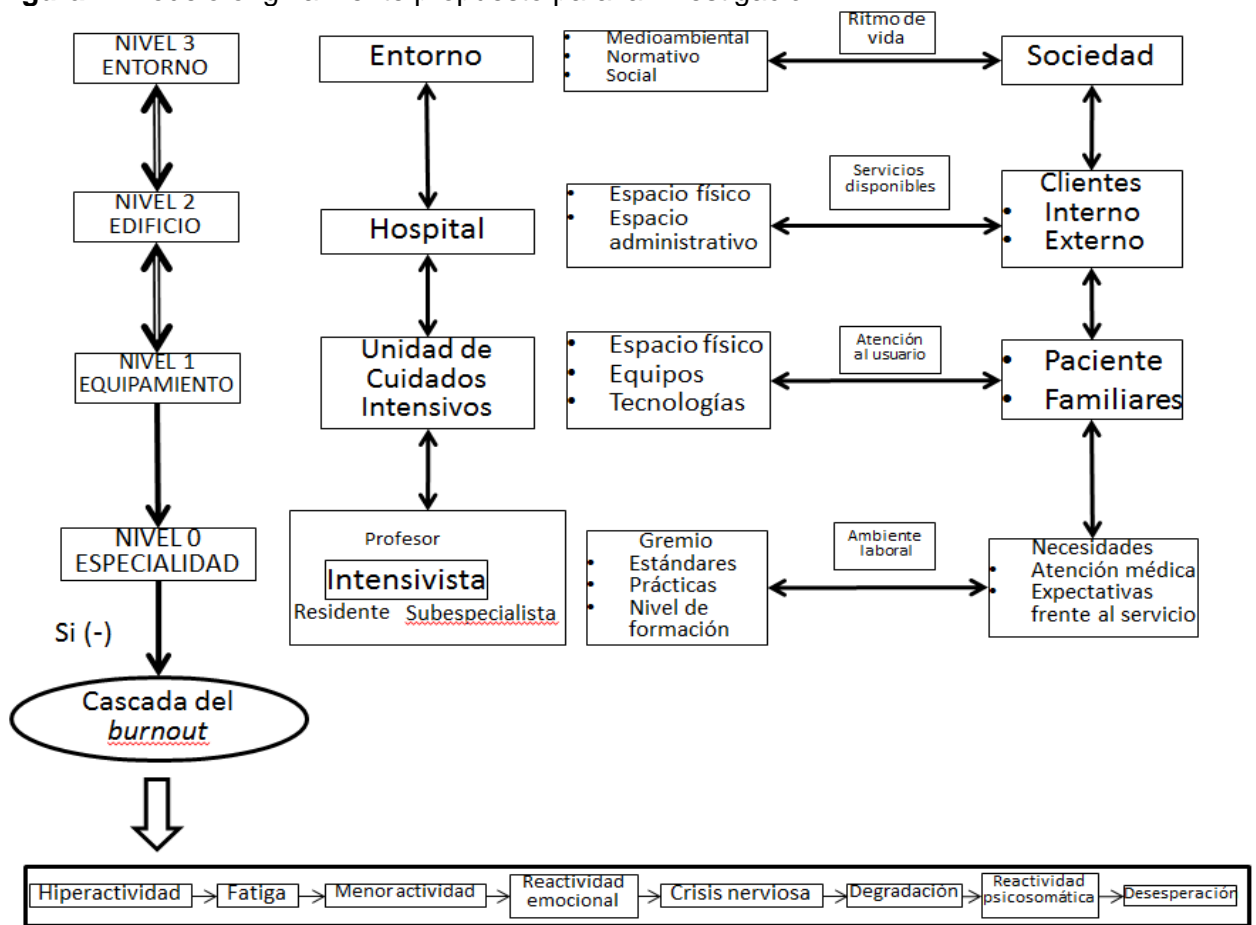 NIVEL 3
ENTORNO
Entorno
• Medioambiental
• Normativo
• Social
Ritmo de
vida
Sociedad
NIVEL 2
EDIFICIO
Hospital
• Espacio físico
• Espacio
administrativo
Servicios
disponibles
Clientes
• Interno
• Externo
NIVEL 1
EQUIPAMIENTO
Unidad de
Cuidados
Intensivos
• Espacio físico
• Equipos
• Tecnologías
Atención
al usuario
• Paciente
• Familiares
NIVEL 0
ESPECIALIDAD
Profesor
Intensivista
Residente Subespecialista
Gremio
• Estándares
• Prácticas
• Nivel de
formación
Ambiente
laboral
Necesidades
• Atención médica
• Expectativas
frente al servicio
Si (-)
Cascada del
burnout
Hiperactividad
Fatiga
Menor actividad
Reactividad
emocional
Crisis nerviosa
Degradación
Reactividad
psicosomática
Desesperación